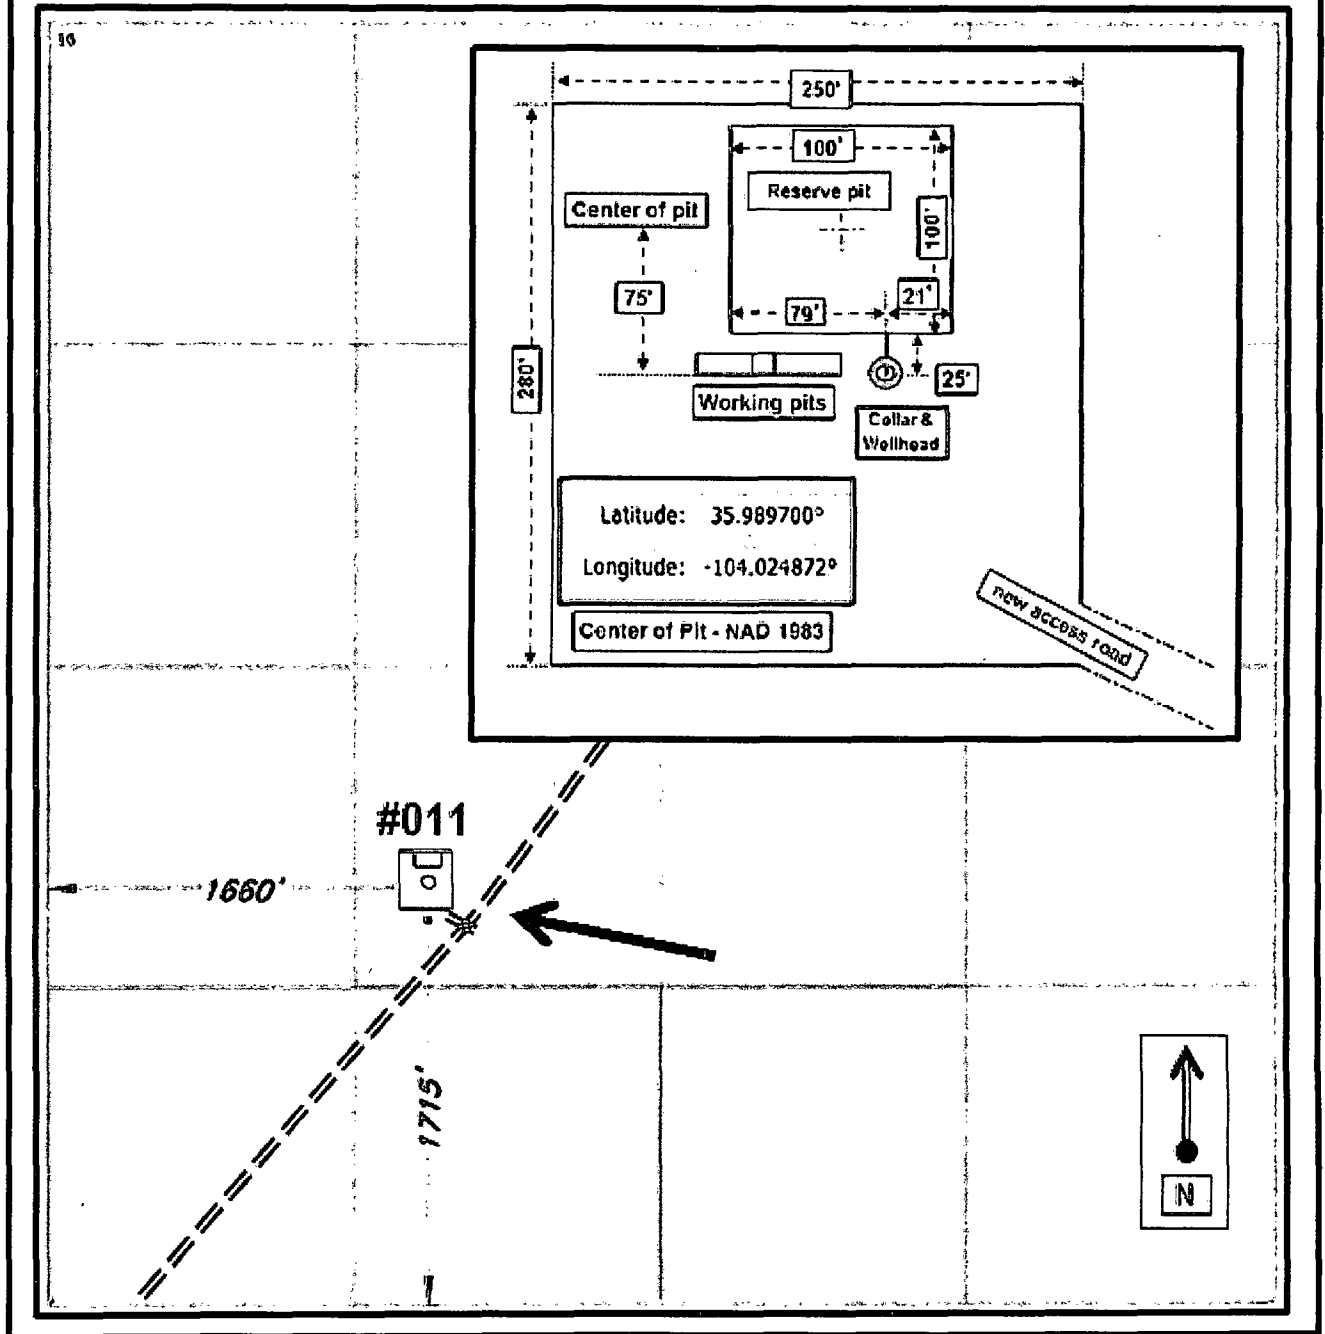 250'
100'
Reserve pit
Center of pit
100'
75'
21'
79'
280'
25'
Working pits
Collar &
Wellhead
Latitude: 35.989700°
Longitude: -104.024872°
new access road
Center of Pit - NAD 1983
#011
1660'
1715'
N